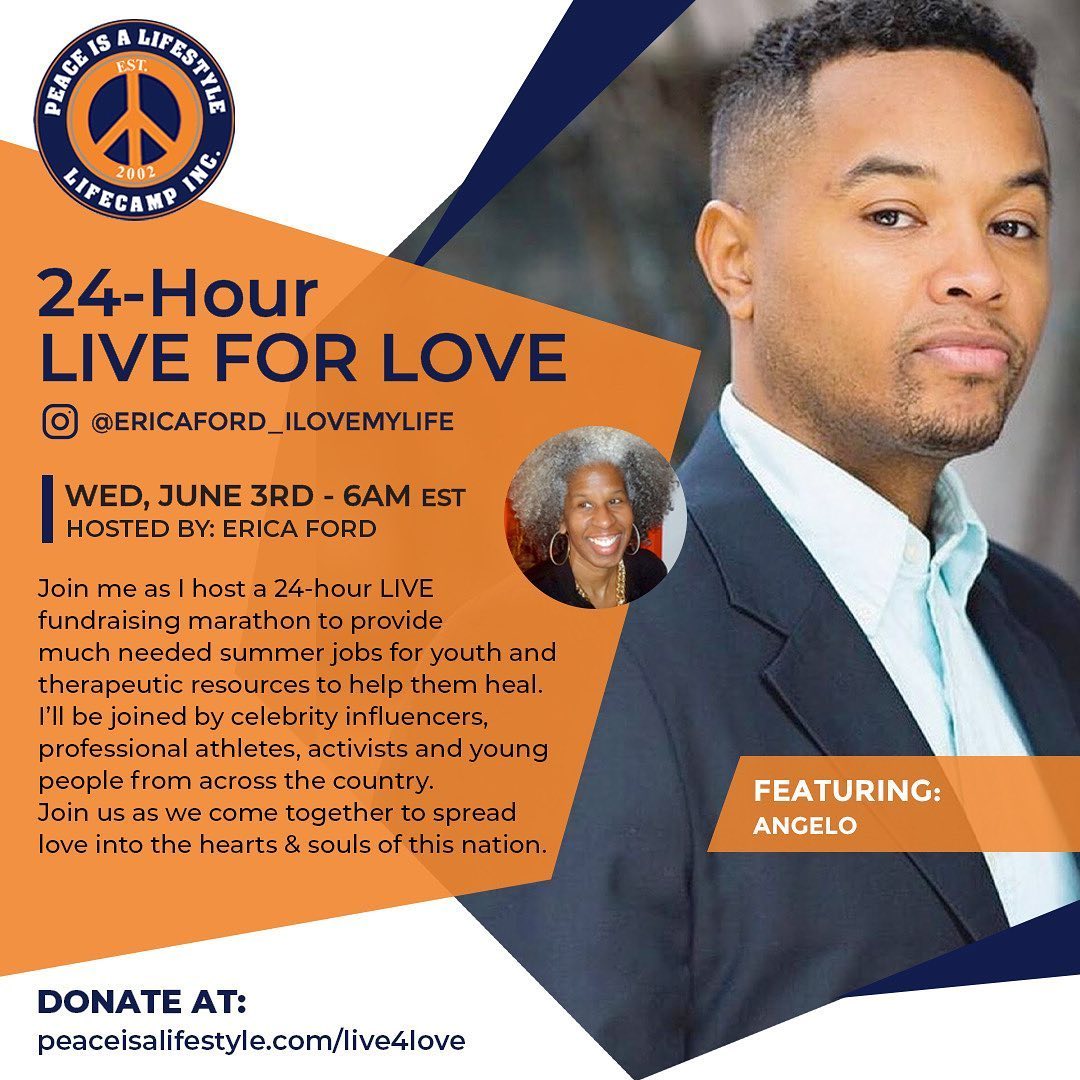 PEACE IS A LIFESTYLE
EST.
2002
LIFECAMP INC.
24-Hour
LIVE FOR LOVE
@ERICAFORD_ILOVEMYLIFE
WED, JUNE 3RD - 6AM EST
HOSTED BY: ERICA FORD
Join me as I host a 24-hour LIVE
fundraising marathon to provide
much needed summer jobs for youth and
therapeutic resources to help them heal.
I’ll be joined by celebrity influencers,
professional athletes, activists and young
people from across the country.
Join us as we come together to spread
love into the hearts & souls of this nation.
FEATURING:
ANGELO
DONATE AT:
peaceisalifestyle.com/live4love